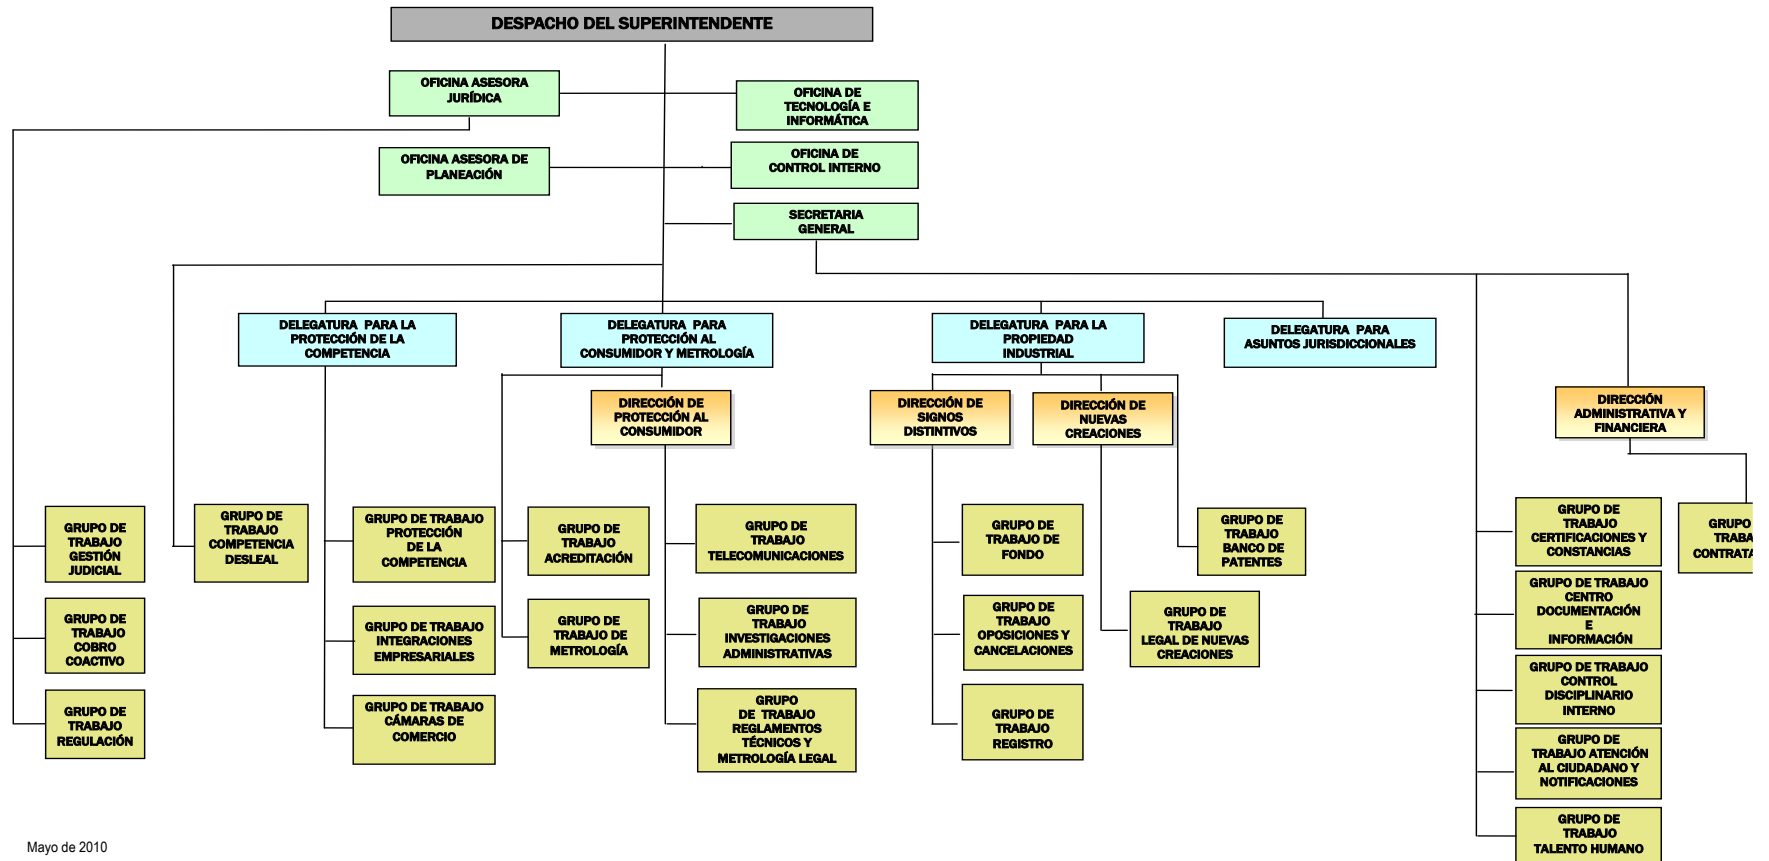 DESPACHO DEL SUPERINTENDENTE
OFICINA ASESORA
JURÍDICA
OFICINA DE
TECNOLOGÍA E
INFORMÁTICA
OFICINA ASESORA DE
PLANEACIÓN
OFICINA DE
CONTROL INTERNO
SECRETARIA
GENERAL
DELEGATURA PARA LA
PROTECCIÓN DE LA
COMPETENCIA
DELEGATURA PARA
PROTECCIÓN AL
CONSUMIDOR Y METROLOGÍA
DELEGATURA PARA LA
PROPIEDAD
INDUSTRIAL
DELEGATURA PARA
ASUNTOS JURISDICCIONALES
DIRECCIÓN DE
PROTECCIÓN AL
CONSUMIDOR
DIRECCIÓN DE
SIGNOS
DISTINTIVOS
DIRECCIÓN DE
NUEVAS
CREACIONES
DIRECCIÓN
ADMINISTRATIVA Y
FINANCIERA
GRUPO DE
TRABAJO
GESTIÓN
JUDICIAL
GRUPO DE
TRABAJO
COBRO
COACTIVO
GRUPO DE
TRABAJO
REGULACIÓN
GRUPO DE
TRABAJO
COMPETENCIA
DESLEAL
GRUPO DE TRABAJO
PROTECCIÓN
DE LA
COMPETENCIA
GRUPO DE TRABAJO
INTEGRACIONES
EMPRESARIALES
GRUPO DE TRABAJO
CÁMARAS DE
COMERCIO
GRUPO DE
TRABAJO
ACREDITACIÓN
GRUPO DE
TRABAJO DE
METROLOGÍA
GRUPO DE
TRABAJO
TELECOMUNICACIONES
GRUPO DE
TRABAJO
INVESTIGACIONES
ADMINISTRATIVAS
GRUPO
DE TRABAJO
REGLAMENTOS
TÉCNICOS Y
METROLOGÍA LEGAL
GRUPO DE
TRABAJO DE
FONDO
GRUPO DE
TRABAJO
OPOSICIONES Y
CANCELACIONES
GRUPO DE
TRABAJO
REGISTRO
GRUPO DE
TRABAJO
BANCO DE
PATENTES
GRUPO DE
TRABAJO
LEGAL DE NUEVAS
CREACIONES
GRUPO DE
TRABAJO
CERTIFICACIONES Y
CONSTANCIAS
GRUPO DE TRABAJO
CENTRO
DOCUMENTACIÓN
E
INFORMACIÓN
GRUPO DE TRABAJO
CONTROL
DISCIPLINARIO
INTERNO
GRUPO DE
TRABAJO ATENCIÓN
AL CIUDADANO Y
NOTIFICACIONES
GRUPO DE
TRABAJO
TALENTO HUMANO
GRUPO
Mayo de 2010